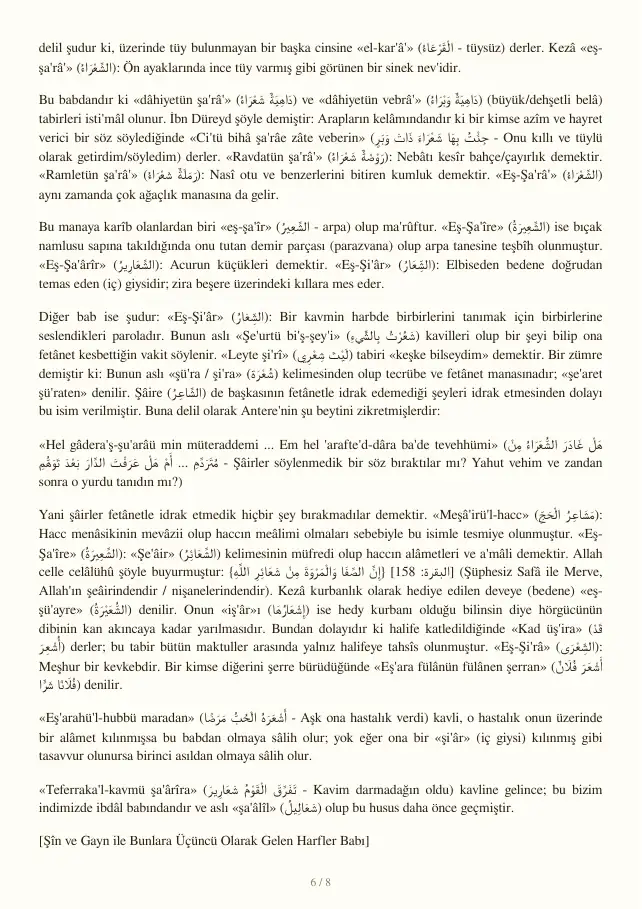 delil şudur ki, üzerinde tüy bulunmayan bir başka cinsine «el-kar'â'» (الْقَرْعَاءُ - tüysüz) derler. Kezâ «eş-
şa'râ'» (الشَّعْرَاءُ): Ön ayaklarında ince tüy varmış gibi görünen bir sinek nev'idir.
Bu babdandır ki «dâhiyetün şa'râ'» (دَاهِيَةٌ شَعْرَاءُ) ve «dâhiyetün vebrâ'» (دَاهِيَةٌ وَبْرَاءُ) (büyük/dehşetli belâ)
tabirleri isti'mâl olunur. İbn Düreyd şöyle demiştir: Arapların kelâmındandır ki bir kimse azîm ve hayret
verici bir söz söylediğinde «Ci'tü bihâ şa'râe zâte veberin» (جِئْتُ بِهَا شَعْرَاءَ ذَاتَ وَبَرٍ - Onu kıllı ve tüylü
olarak getirdim/söyledim) derler. «Ravdatün şa'râ'» (رَوْضَةٌ شَعْرَاءُ): Nebâtı kesîr bahçe/çayırlık demektir.
«Ramletün şa'râ'» (رَمْلَةٌ شَعْرَاءُ): Nasî otu ve benzerlerini bitiren kumluk demektir. «Eş-Şa'râ'» (الشَّعْرَاءُ)
aynı zamanda çok ağaçlık manasına da gelir.
Bu manaya karîb olanlardan biri «eş-şa'îr» (الشَّعِيرُ - arpa) olup ma'rûftur. «Eş-Şa'îre» (الشَّعِيرَةُ) ise bıçak
namlusu sapına takıldığında onu tutan demir parçası (parazvana) olup arpa tanesine teşbîh olunmuştur.
«Eş-Şa'ârîr» (الشَّعَارِيرُ): Acurun küçükleri demektir. «Eş-Şi'âr» (الشِّعَارُ): Elbiseden bedene doğrudan
temas eden (iç) giysidir; zira beşere üzerindeki kıllara mes eder.
Diğer bab ise şudur: «Eş-Şi'âr» (الشِّعَارُ): Bir kavmin harbde birbirlerini tanımak için birbirlerine
seslendikleri paroladır. Bunun aslı «Şe'urtü bi'ş-şey'i» (شَعُرْتُ بِالشَّيْءِ) kavilleri olup bir şeyi bilip ona
fetânet kesbettiğin vakit söylenir. «Leyte şi'rî» (لَيْتَ شِعْرِي) tabiri «keşke bilseydim» demektir. Bir zümre
demiştir ki: Bunun aslı «şü'ra / şi'ra» (شُعْرَة) kelimesinden olup tecrübe ve fetânet manasınadır; «şe'aret
şü'raten» denilir. Şâire (الشَّاعِرُ) de başkasının fetânetle idrak edemediği şeyleri idrak etmesinden dolayı
bu isim verilmiştir. Buna delil olarak Antere'nin şu beytini zikretmişlerdir:
«Hel gâdera'ş-şu'arâü min müteraddemi ... Em hel 'arafte'd-dâra ba'de tevehhümi» (هَلْ غَادَرَ الشُّعَرَاءُ مِنْ
مُتَرَدَّمِ ... أَمْ هَلْ عَرَفْتَ الدَّارَ بَعْدَ تَوَهُّمِ - Şâirler söylenmedik bir söz bıraktılar mı? Yahut vehim ve zandan
sonra o yurdu tanıdın mı?)
Yani şâirler fetânetle idrak etmedik hiçbir şey bırakmadılar demektir. «Meşâ'irü'l-hacc» (مَشَاعِرُ الْحَجِّ):
Hacc menâsikinin mevâzii olup haccın meâlimi olmaları sebebiyle bu isimle tesmiye olunmuştur. «Eş-
Şa'îre» (الشَّعِيرَةُ): «Şe'âir» (الشَّعَائِرُ) kelimesinin müfredi olup haccın alâmetleri ve a'mâli demektir. Allah
celle celâlühû şöyle buyurmuştur: {إِنَّ الصَّفَا وَالْمَرْوَةَ مِنْ شَعَائِرِ اللَّهِ} [البقرة: 158] (Şüphesiz Safâ ile Merve,
Allah'ın şeâirindendir / nişanelerindendir). Kezâ kurbanlık olarak hediye edilen deveye (bedene) «eş-
şü'ayre» (الشُّعَيْرَةُ) denilir. Onun «iş'âr»ı (إِشْعَارُهَا) ise hedy kurbanı olduğu bilinsin diye hörgücünün
dibinin kan akıncaya kadar yarılmasıdır. Bundan dolayıdır ki halife katledildiğinde «Kad üş'ira» (قَدْ
أُشْعِرَ) derler; bu tabir bütün maktuller arasında yalnız halifeye tahsîs olunmuştur. «Eş-Şi'râ» (الشِّعْرَى):
Meşhur bir kevkebdir. Bir kimse diğerini şerre bürüdüğünde «Eş'ara fülânün fülânen şerran» (أَشْعَرَ فُلَانٌ
فُلَانًا شَرًّا) denilir.
«Eş'arahü'l-hubbü maradan» (أَشْعَرَهُ الْحُبُّ مَرَضًا - Aşk ona hastalık verdi) kavli, o hastalık onun üzerinde
bir alâmet kılınmışsa bu babdan olmaya sâlih olur; yok eğer ona bir «şi'âr» (iç giysi) kılınmış gibi
tasavvur olunursa birinci asıldan olmaya sâlih olur.
«Teferraka'l-kavmü şa'ârîra» (تَفَرَّقَ الْقَوْمُ شَعَارِيرَ - Kavim darmadağın oldu) kavline gelince; bu bizim
indimizde ibdâl babındandır ve aslı «şa'âlîl» (شَعَالِيلُ) olup bu husus daha önce geçmiştir.
[Şîn ve Gayn ile Bunlara Üçüncü Olarak Gelen Harfler Babı]
6 / 8